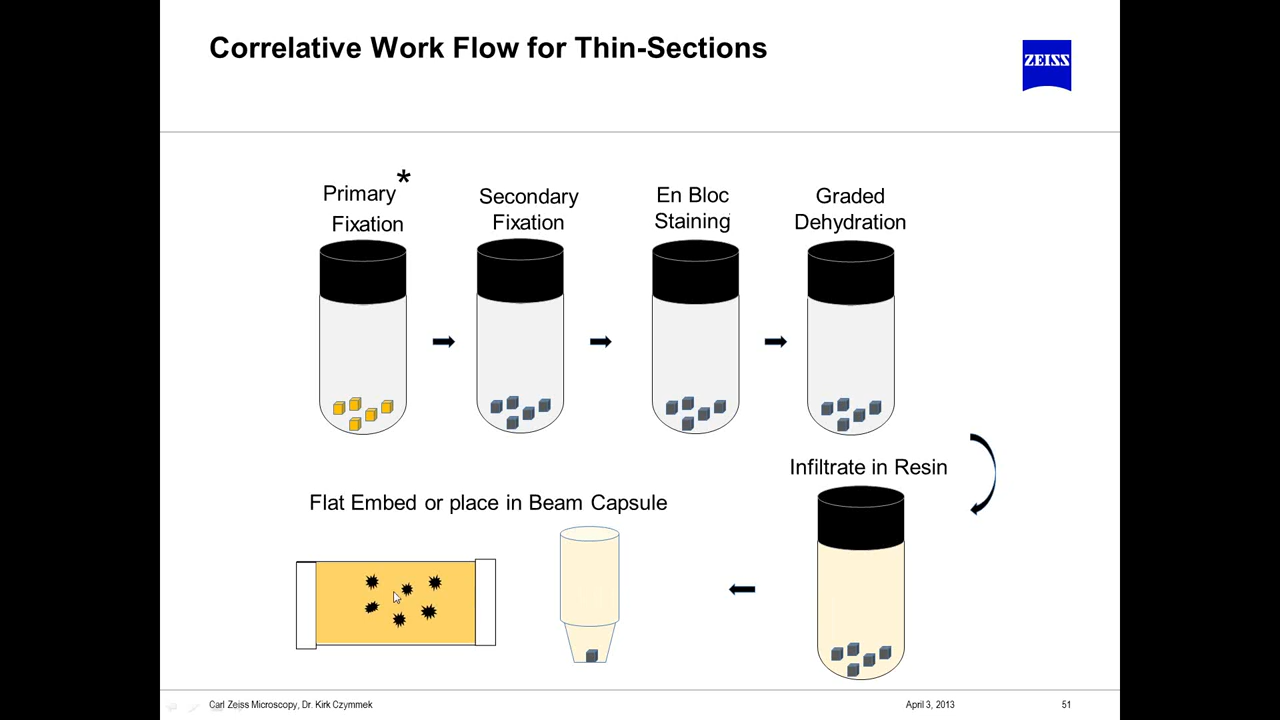 Correlative Work Flow for Thin-Sections
ZEISS
Primary*
Fixation
Secondary
Fixation
En Bloc
Staining
Graded
Dehydration
Infiltrate in Resin
Flat Embed or place in Beam Capsule
Carl Zeiss Microscopy, Dr. Kirk Czymmek
April 3, 2013
51